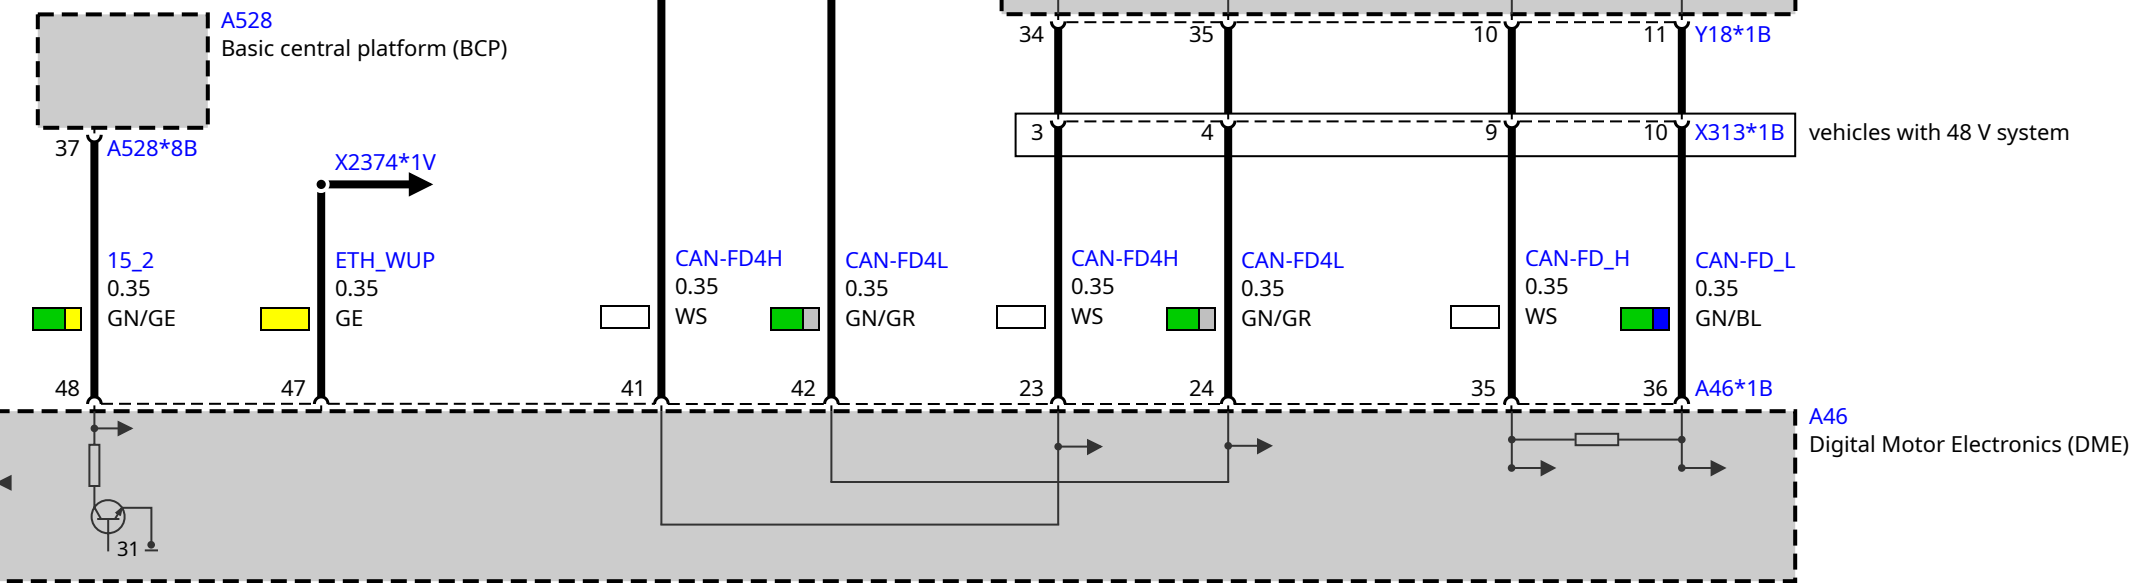 A528
Basic central platform (BCP)
34
35
10
11
Y18*1B
3
4
9
10
X313*1B
vehicles with 48 V system
37
A528*8B
X2374*1V
15_2
0.35
GN/GE
ETH_WUP
0.35
GE
CAN-FD4H
0.35
WS
CAN-FD4L
0.35
GN/GR
CAN-FD4H
0.35
WS
CAN-FD4L
0.35
GN/GR
CAN-FD_H
0.35
WS
CAN-FD_L
0.35
GN/BL
48
47
41
42
23
24
35
36
A46*1B
A46
Digital Motor Electronics (DME)
31